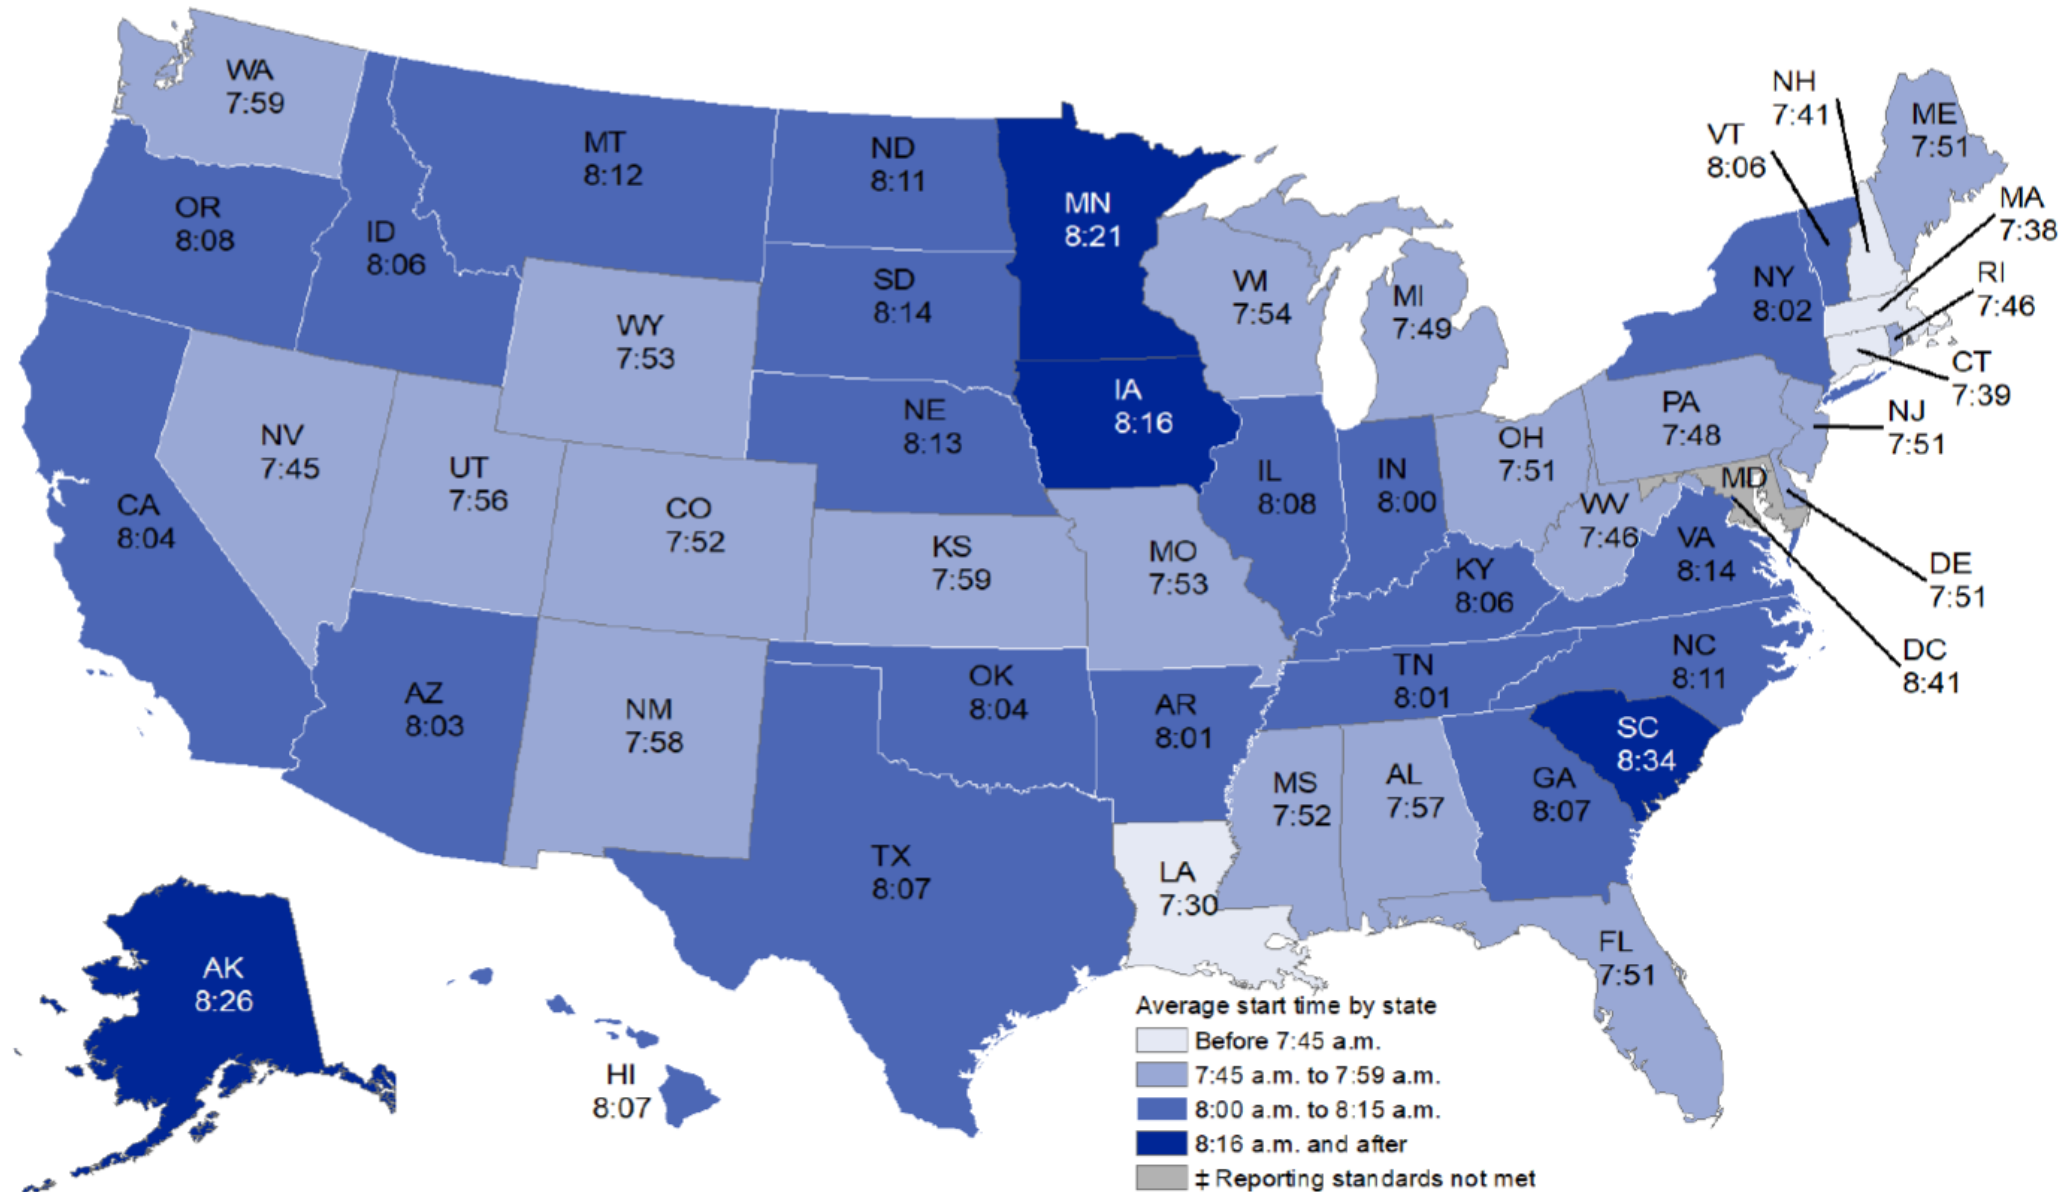 WA
7:59
MT
8:12
ND
8:11
MN
8:21
NH
7:41
VT
8:06
ME
7:51
MA
7:38
OR
8:08
ID
8:06
SD
8:14
WI
7:54
MI
7:49
NY
8:02
RI
7:46
WY
7:53
CT
7:39
IA
8:16
NE
8:13
PA
7:48
NJ
7:51
NV
7:45
UT
7:56
OH
7:51
IL
8:08
IN
8:00
MD
CA
8:04
CO
7:52
KS
7:59
MO
7:53
WV
7:46
VA
8:14
KY
8:06
DE
7:51
NC
8:11
DC
8:41
TN
8:01
AZ
8:03
NM
7:58
OK
8:04
AR
8:01
SC
8:34
MS
7:52
AL
7:57
GA
8:07
TX
8:07
LA
7:30
FL
7:51
AK
8:26
HI
8:07
Average start time by state
Before 7:45 a.m.
7:45 a.m. to 7:59 a.m.
8:00 a.m. to 8:15 a.m.
8:16 a.m. and after
‡ Reporting standards not met